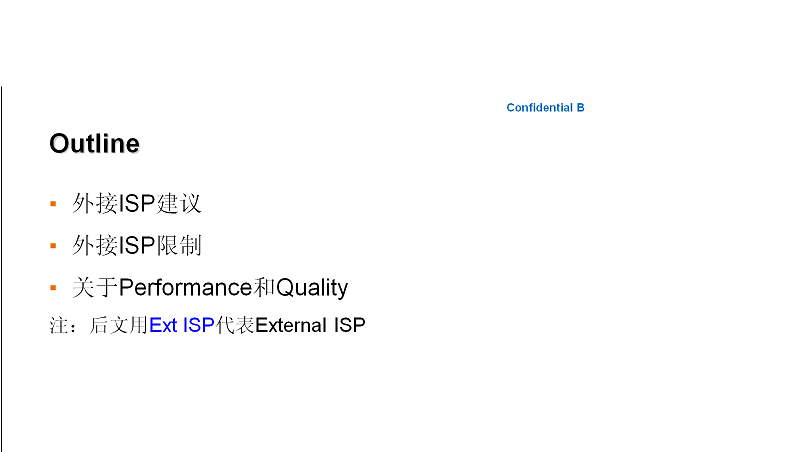 Confidential B
Outline
▪ 外接ISP建议
▪ 外接ISP限制
▪ 关于Performance和Quality
注：后文用Ext ISP代表External ISP